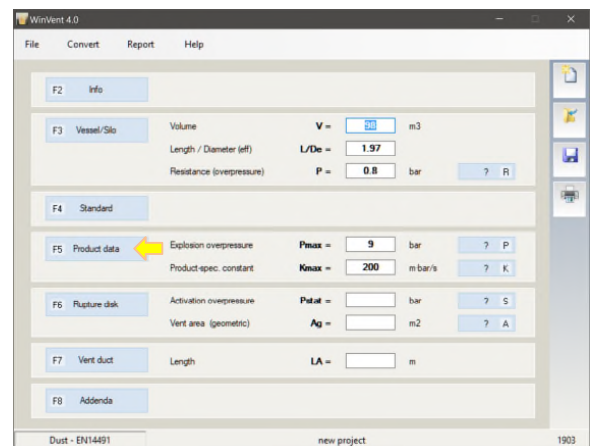 WinVent 4.0
File Convert Report Help
F2 Info
F3 Vessel/Silo Volume V = 98 m3
Length / Diameter (eff) L/De = 1.97
Resistance (overpressure) P = 0.8 bar ? R
F4 Standard
F5 Product data Explosion overpressure Pmax = 9 bar ? P
Product-spec. constant Kmax = 200 m·bar/s ? K
F6 Rupture disk Activation overpressure Pstat = bar ? S
Vent area (geometric) Ag = m2 ? A
F7 Vent duct Length LA = m
F8 Addenda
Dust - EN14491 new project 1903